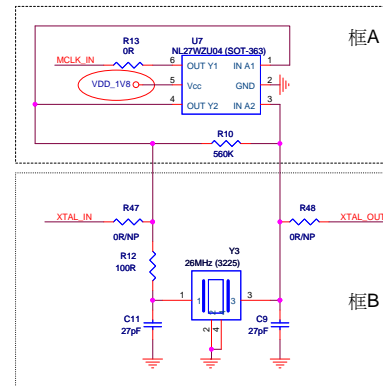 框A
R13
0R
U7
NL27WZU04 (SOT-363)
MCLK_IN
6
OUT Y1
IN A1
1
VDD_1V8
5
Vcc
GND
2
4
OUT Y2
IN A2
3
R10
560K
XTAL_IN
R47
0R/NP
R48
0R/NP
XTAL_OUT
R12
100R
Y3
26MHz (3225)
框B
1
1
3
3
2
4
C11
27pF
C9
27pF